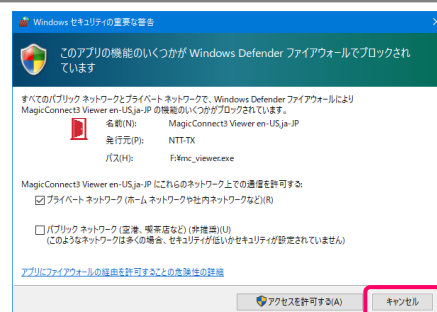 Windows セキュリティの重要な警告
このアプリの機能のいくつかが Windows Defender ファイアウォールでブロックされ
ています
すべてのパブリック ネットワークとプライベート ネットワークで、Windows Defender ファイアウォールにより
MagicConnect3 Viewer en-US,ja-JP の機能のいくつかがブロックされています。
名前(N): MagicConnect3 Viewer en-US,ja-JP
発行元(P): NTT-TX
パス(H): F:¥mc_viewer.exe
MagicConnect3 Viewer en-US,ja-JP にこれらのネットワーク上での通信を許可する:
プライベート ネットワーク (ホーム ネットワークや社内ネットワークなど)(R)
パブリック ネットワーク (空港、喫茶店など) (非推奨)(U)
(このようなネットワークは多くの場合、セキュリティが低いかセキュリティが設定されていません)
アプリにファイアウォールの経由を許可することの危険性の詳細
アクセスを許可する(A) キャンセル